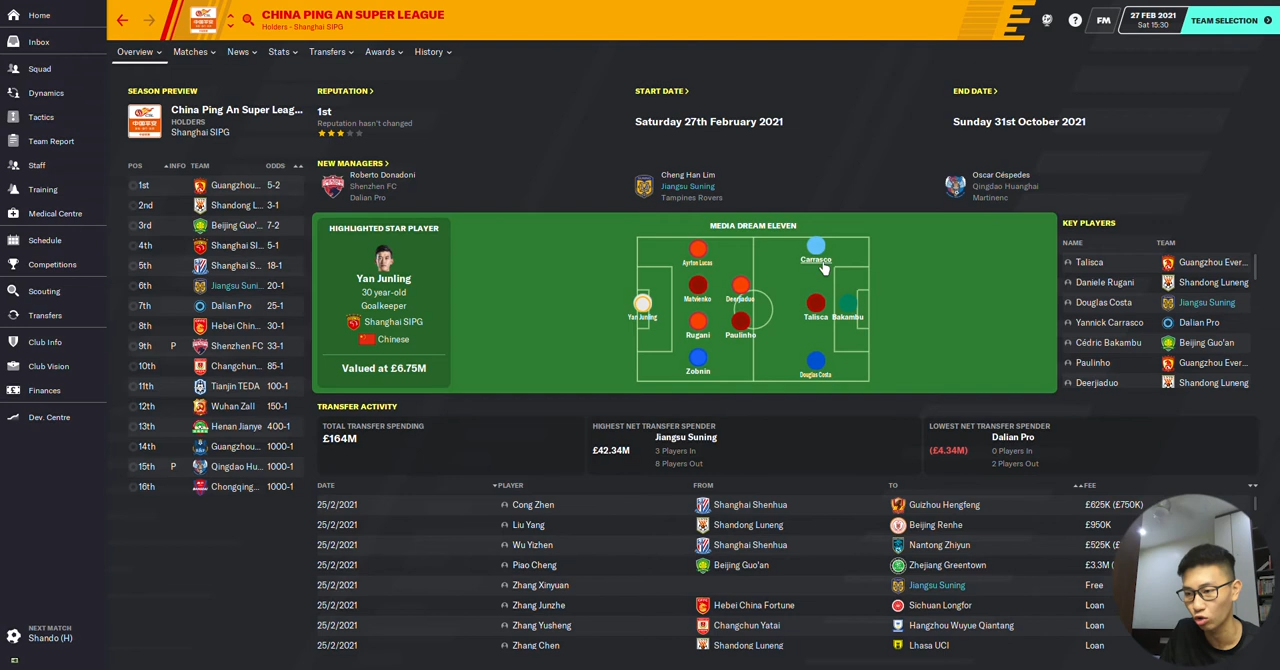 Home
Inbox
Squad
Dynamics
Tactics
Team Report
Staff
Training
Medical Centre
Schedule
Competitions
Scouting
Transfers
Club Info
Club Vision
Finances
Dev. Centre
NEXT MATCH
Shando (H)
CHINA PING AN SUPER LEAGUE
Holders - Shanghai SIPG
FM
27 FEB 2021
Sat 15:30
TEAM SELECTION
Overview Matches News Stats Transfers Awards History
SEASON PREVIEW
China Ping An Super Leag...
HOLDERS
Shanghai SIPG
POS INFO TEAM ODDS
1st Guangzhou... 5-2
2nd Shandong L... 3-1
3rd Beijing Guo'... 7-2
4th Shanghai SI... 5-1
5th Shanghai S... 18-1
6th Jiangsu Suni... 20-1
7th Dalian Pro 25-1
8th Hebei Chin... 30-1
9th P Shenzhen FC 33-1
10th Changchun... 85-1
11th Tianjin TEDA 100-1
12th Wuhan Zall 150-1
13th Henan Jianye 400-1
14th Guangzhou... 1000-1
15th P Qingdao Hu... 1000-1
16th Chongqing... 1000-1
REPUTATION >
1st
Reputation hasn't changed
START DATE >
Saturday 27th February 2021
END DATE >
Sunday 31st October 2021
NEW MANAGERS >
Roberto Donadoni
Shenzhen FC
Dalian Pro
Cheng Han Lim
Jiangsu Suning
Tampines Rovers
Oscar Céspedes
Qingdao Huanghai
Martinenc
HIGHLIGHTED STAR PLAYER
Yan Junling
30 year-old
Goalkeeper
Shanghai SIPG
Chinese
Valued at £6.75M
MEDIA DREAM ELEVEN
Ayrton Lucas
Carrasco
Matvienko
Deerjiaduo
Yan Junling
Talisca
Bakambu
Rugani
Paulinho
Zobnin
Douglas Costa
KEY PLAYERS
NAME TEAM
Talisca Guangzhou Ever...
Daniele Rugani Shandong Luneng
Douglas Costa Jiangsu Suning
Yannick Carrasco Dalian Pro
Cédric Bakambu Beijing Guo'an
Paulinho Guangzhou Ever...
Deerjiaduo Shandong Luneng
TRANSFER ACTIVITY
TOTAL TRANSFER SPENDING
£164M
HIGHEST NET TRANSFER SPENDER
Jiangsu Suning
£42.34M
3 Players In
8 Players Out
LOWEST NET TRANSFER SPENDER
Dalian Pro
(£4.34M)
0 Players In
2 Players Out
DATE PLAYER FROM TO FEE
25/2/2021 Cong Zhen Shanghai Shenhua Guizhou Hengfeng £625K (£750K)
25/2/2021 Liu Yang Shandong Luneng Beijing Renhe £950K
25/2/2021 Wu Yizhen Shanghai Shenhua Nantong Zhiyun £525K (£
25/2/2021 Piao Cheng Beijing Guo'an Zhejiang Greentown £3.3M (
25/2/2021 Zhang Xinyuan Jiangsu Suning Free
25/2/2021 Zhang Junzhe Hebei China Fortune Sichuan Longfor Loan
25/2/2021 Zhang Yusheng Changchun Yatai Hangzhou Wuyue Qiantang Loan
25/2/2021 Zhang Chen Shandong Luneng Lhasa UCI Loan